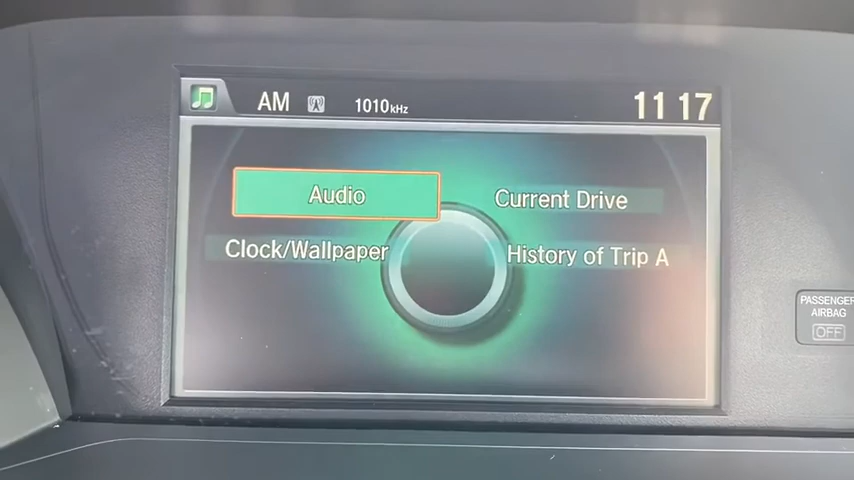 AM 1010kHz 11 17
Audio
Current Drive
Clock/Wallpaper
History of Trip A
PASSENGER
AIRBAG
OFF